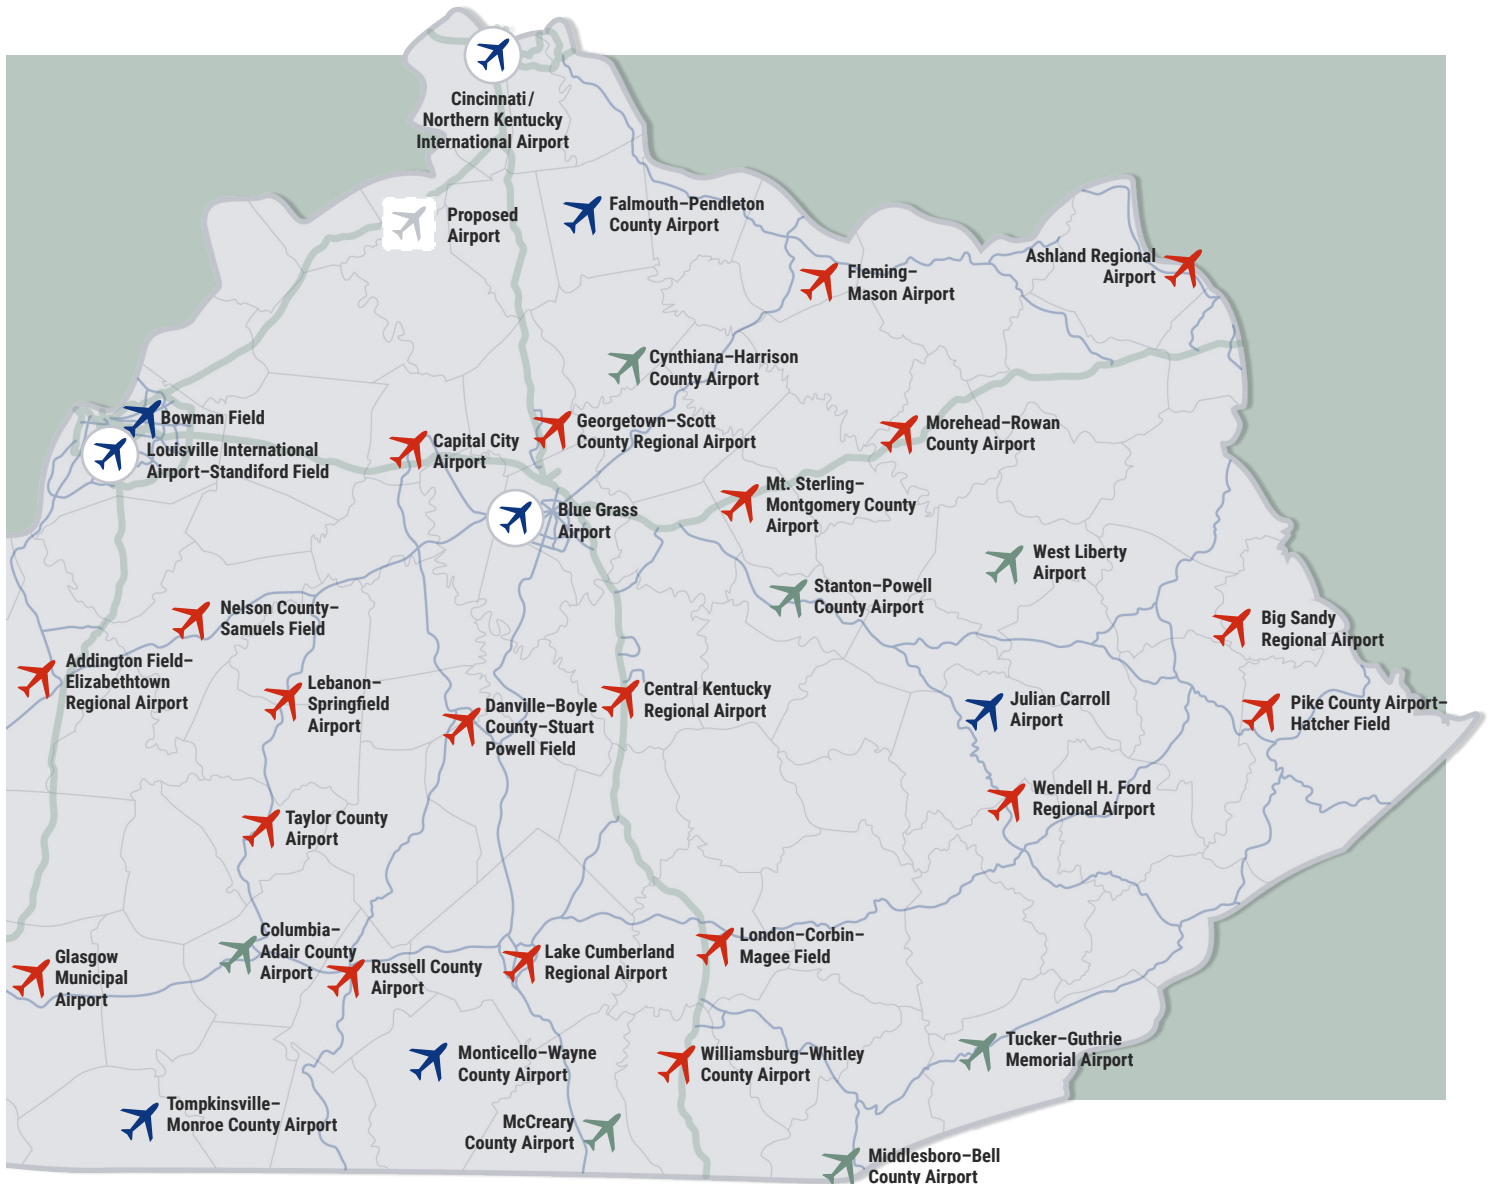 Cincinnati/
Northern Kentucky
International Airport
Proposed
Airport
Falmouth–Pendleton
County Airport
Ashland Regional
Airport
Fleming–
Mason Airport
Cynthiana–Harrison
County Airport
Bowman Field
Louisville International
Airport–Standiford Field
Capital City
Airport
Georgetown–Scott
County Regional Airport
Morehead–Rowan
County Airport
Mt. Sterling–
Montgomery County
Airport
Blue Grass
Airport
West Liberty
Airport
Stanton–Powell
County Airport
Nelson County–
Samuels Field
Big Sandy
Regional Airport
Addington Field–
Elizabethtown
Regional Airport
Lebanon–
Springfield
Airport
Danville–Boyle
County–Stuart
Powell Field
Central Kentucky
Regional Airport
Julian Carroll
Airport
Pike County Airport–
Hatcher Field
Wendell H. Ford
Regional Airport
Taylor County
Airport
Columbia–
Adair County
Airport
Glasgow
Municipal
Airport
Russell County
Airport
Lake Cumberland
Regional Airport
London–Corbin–
Magee Field
Monticello–Wayne
County Airport
Williamsburg–Whitley
County Airport
Tucker–Guthrie
Memorial Airport
Tompkinsville–
Monroe County Airport
McCreary
County Airport
Middlesboro–Bell
County Airport